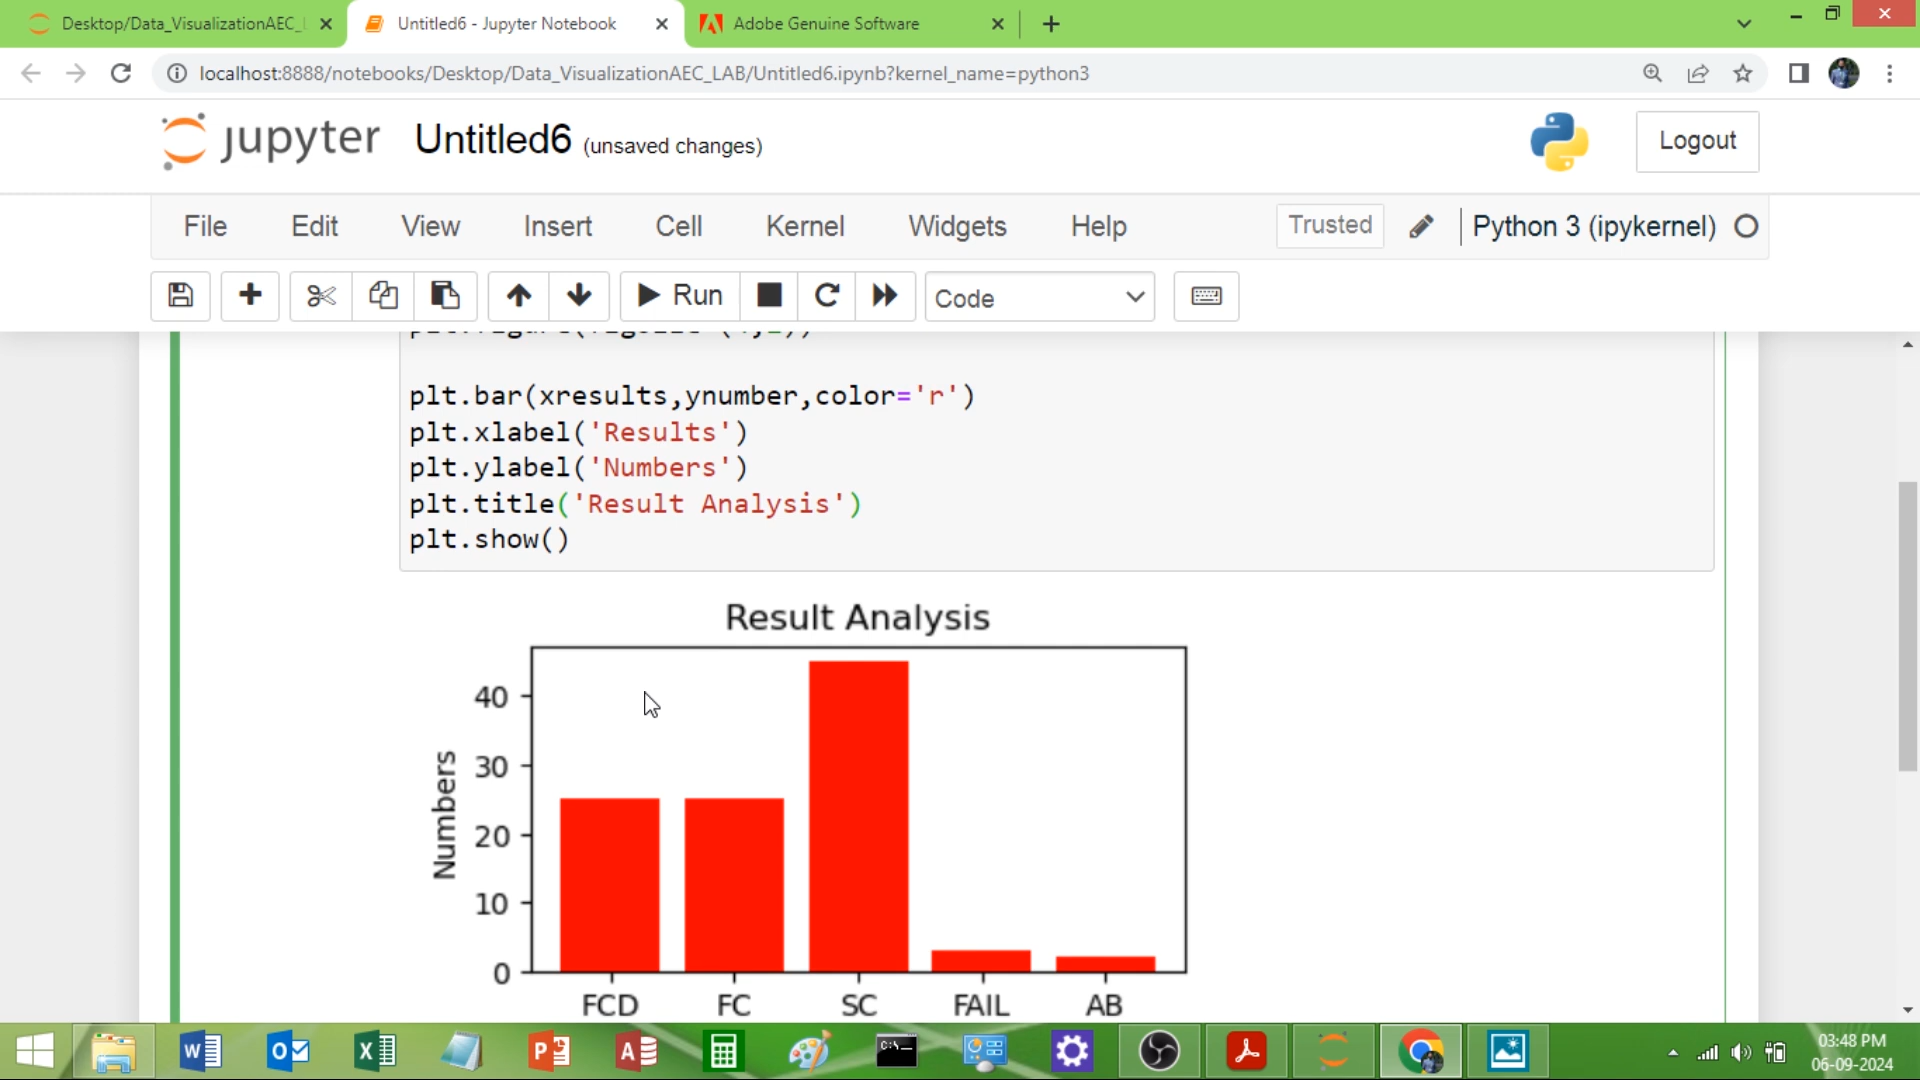 Desktop/Data_VisualizationAEC_L
Untitled6 - Jupyter Notebook
Adobe Genuine Software
localhost:8888/notebooks/Desktop/Data_VisualizationAEC_LAB/Untitled6.ipynb?kernel_name=python3
jupyter Untitled6 (unsaved changes)
Logout
File Edit View Insert Cell Kernel Widgets Help Trusted Python 3 (ipykernel)
Run Code
plt.bar(xresults,ynumber,color='r')
plt.xlabel('Results')
plt.ylabel('Numbers')
plt.title('Result Analysis')
plt.show()
Result Analysis
40
30
20
10
0
Numbers
FCD FC SC FAIL AB
03:48 PM
06-09-2024